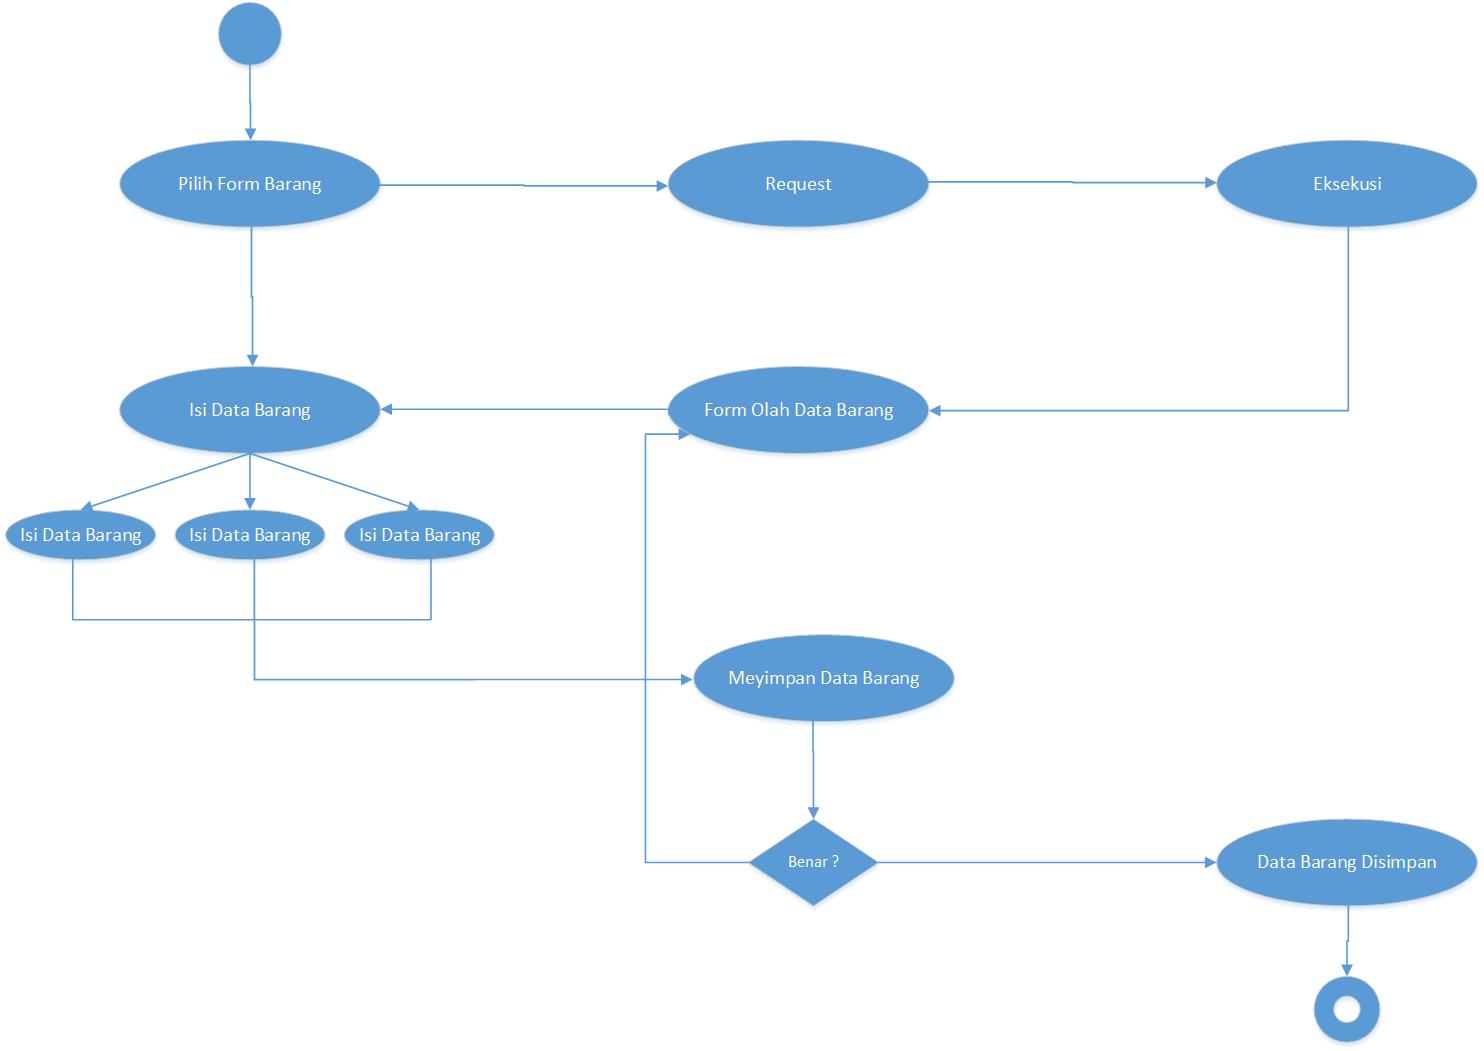 Pilih Form Barang
Request
Eksekusi
Isi Data Barang
Form Olah Data Barang
Isi Data Barang
Isi Data Barang
Isi Data Barang
Meyimpan Data Barang
Benar ?
Data Barang Disimpan